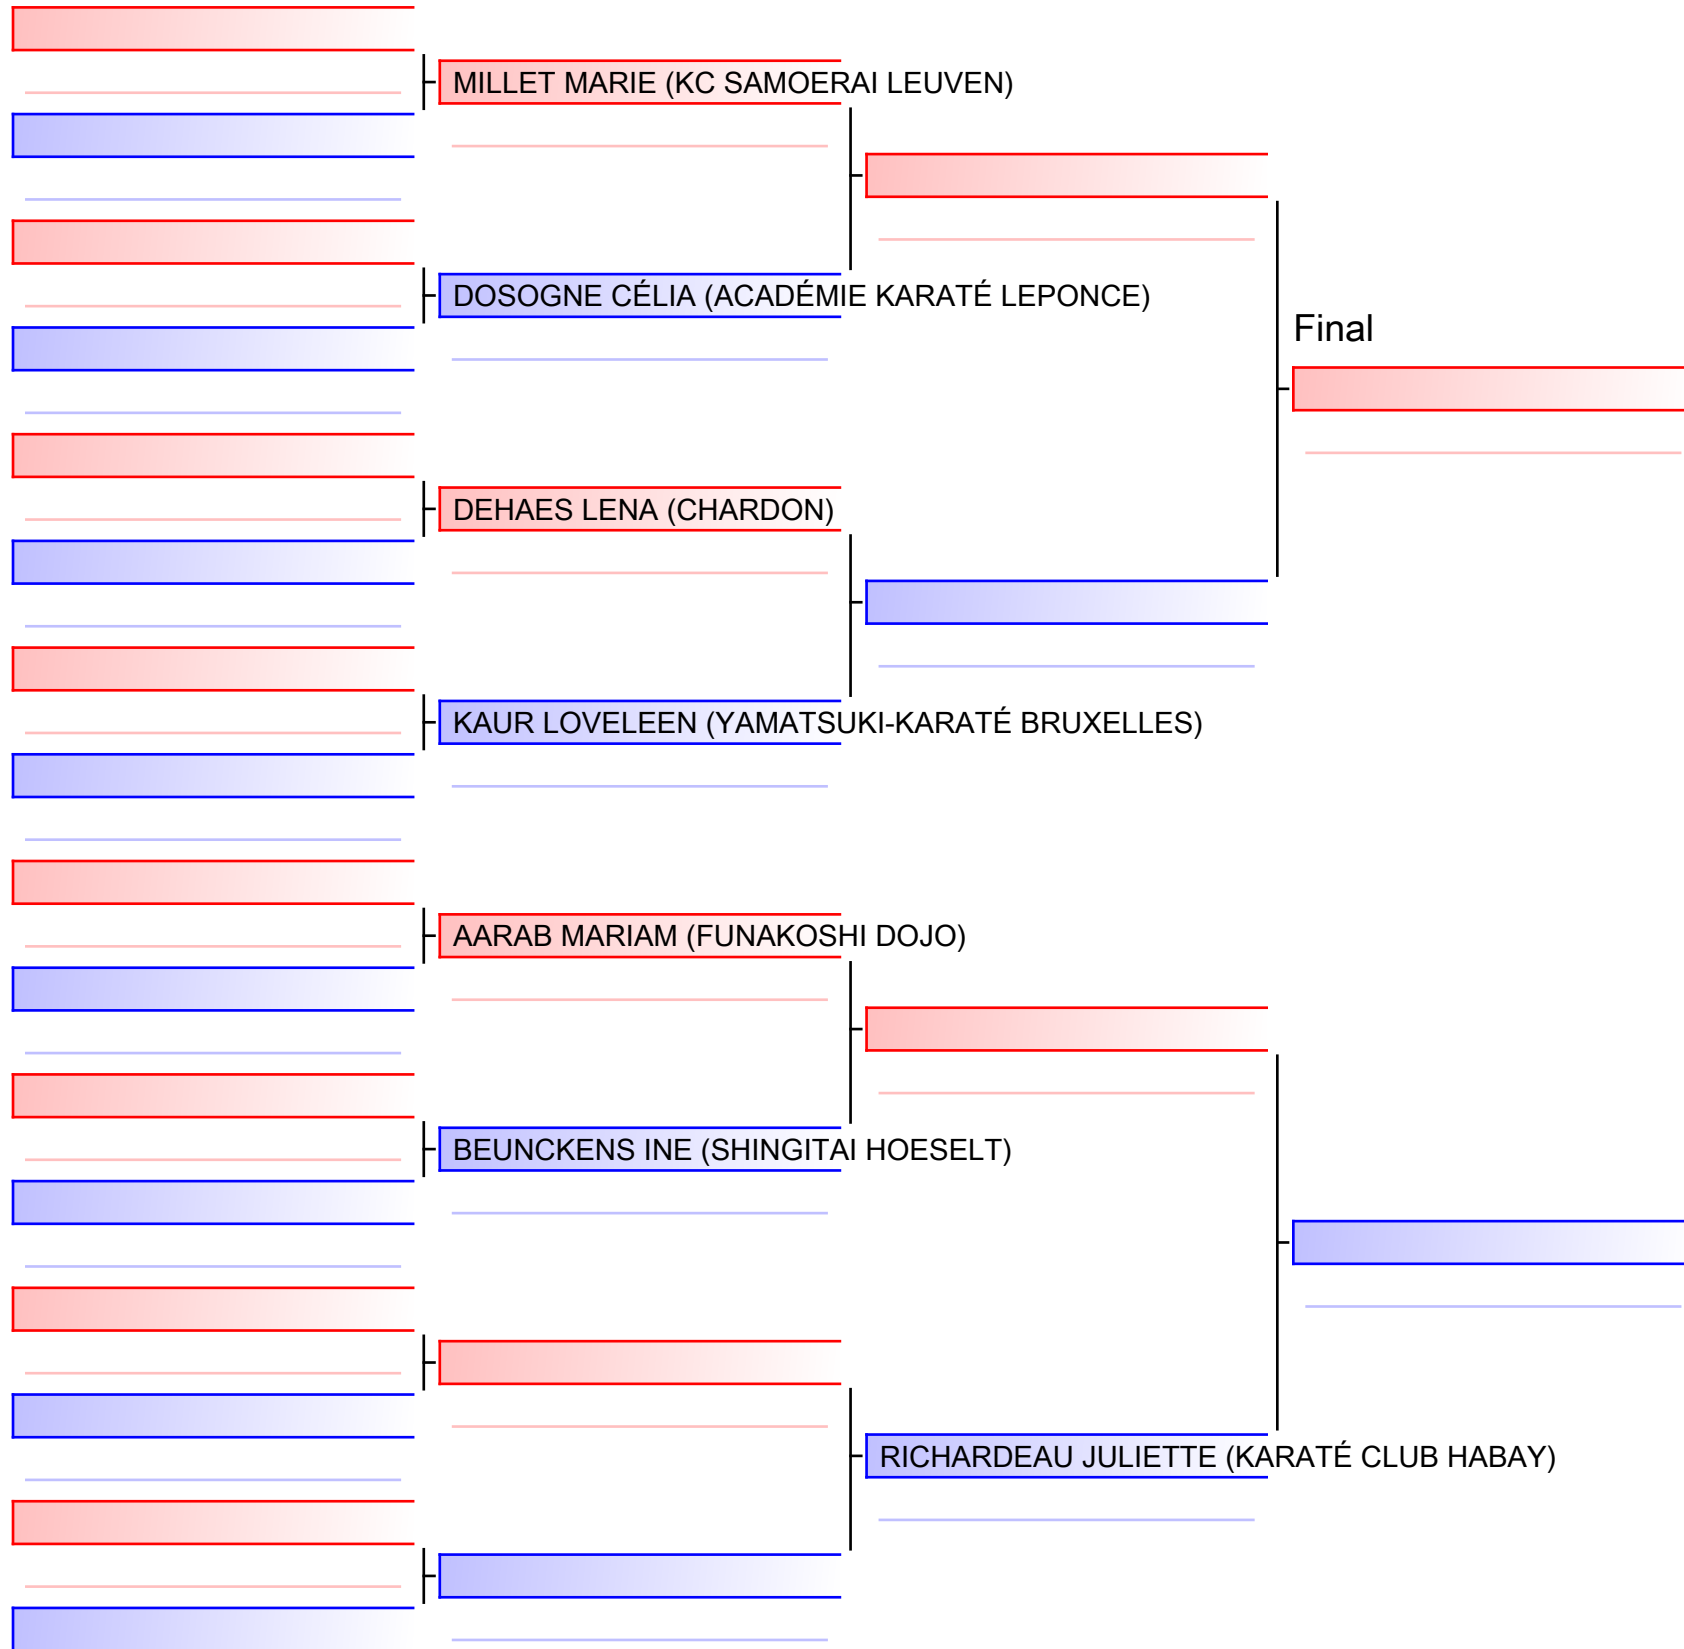 MILLET MARIE (KC SAMOERAI LEUVEN)
DOSOGNE CÉLIA (ACADÉMIE KARATÉ LEPONCE)
Final
DEHAES LENA (CHARDON)
KAUR LOVELEEN (YAMATSUKI-KARATÉ BRUXELLES)
AARAB MARIAM (FUNAKOSHI DOJO)
BEUNCKENS INE (SHINGITAI HOESELT)
RICHARDEAU JULIETTE (KARATÉ CLUB HABAY)